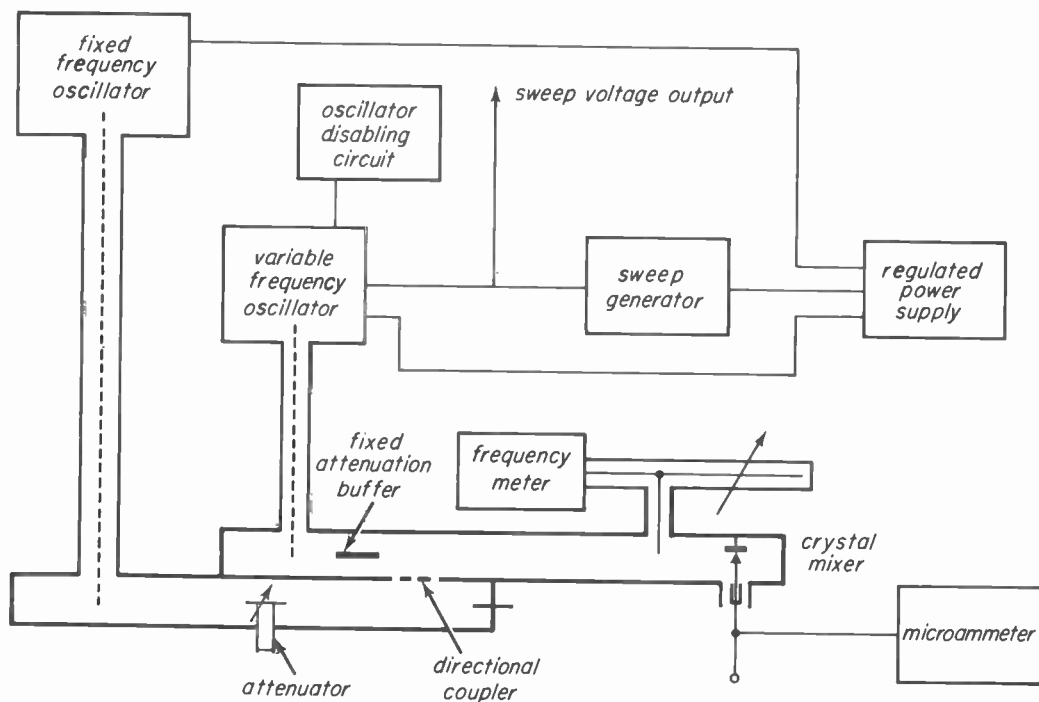 fixed
frequency
oscillator
oscillator
disabling
circuit
sweep voltage output
variable
frequency
oscillator
sweep
generator
regulated
power
supply
fixed
attenuation
buffer
frequency
meter
crystal
mixer
attenuator
directional
coupler
microammeter